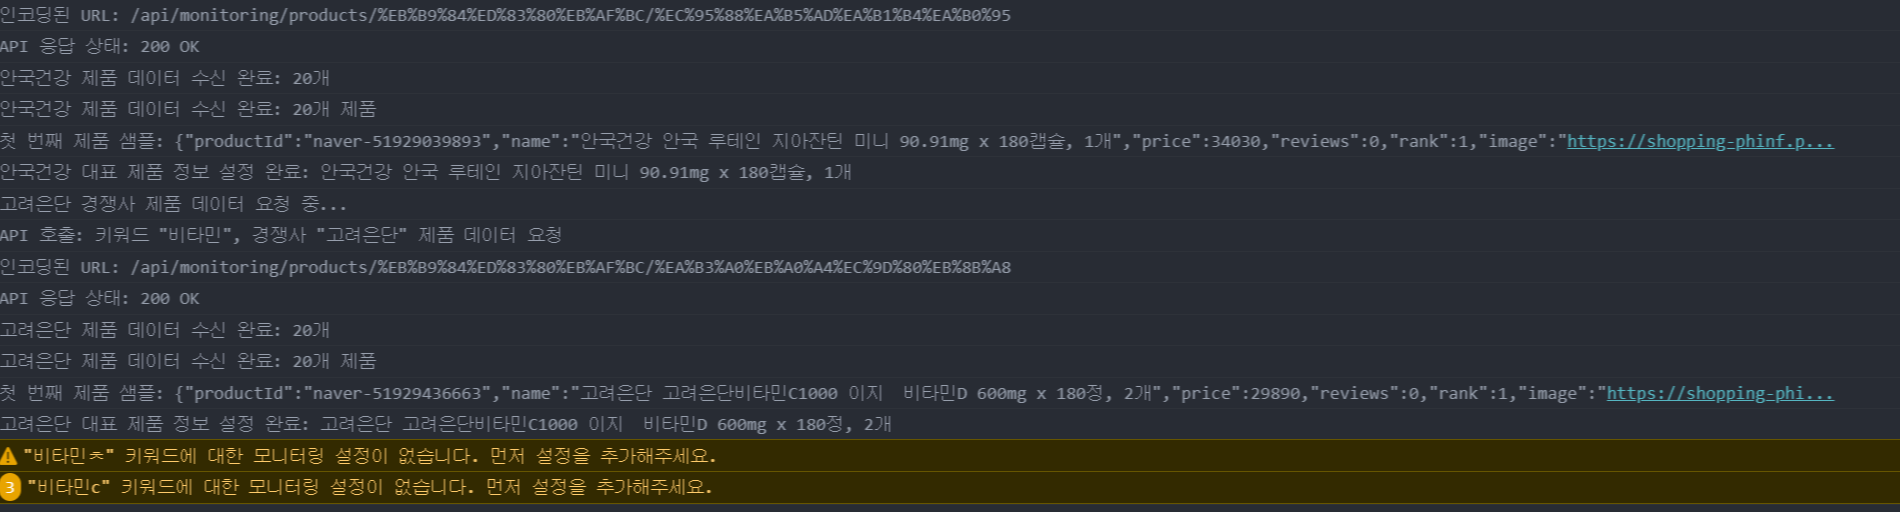 인코딩된 URL: /api/monitoring/products/%EB%B9%84%ED%83%80%EB%AF%BC/%EC%95%88%EA%B5%AD%EA%B1%B4%EA%B0%95
API 응답 상태: 200 OK
안국건강 제품 데이터 수신 완료: 20개
안국건강 제품 데이터 수신 완료: 20개 제품
첫 번째 제품 샘플: {"productId":"naver-51929039893","name":"안국건강 안국 루테인 지아잔틴 미니 90.91mg x 180캡슐, 1개","price":34030,"reviews":0,"rank":1,"image":"https://shopping-phinf.p...
안국건강 대표 제품 정보 설정 완료: 안국건강 안국 루테인 지아잔틴 미니 90.91mg x 180캡슐, 1개
고려은단 경쟁사 제품 데이터 요청 중...
API 호출: 키워드 "비타민", 경쟁사 "고려은단" 제품 데이터 요청
인코딩된 URL: /api/monitoring/products/%EB%B9%84%ED%83%80%EB%AF%BC/%EA%B3%A0%EB%A0%A4%EC%9D%80%EB%8B%A8
API 응답 상태: 200 OK
고려은단 제품 데이터 수신 완료: 20개
고려은단 제품 데이터 수신 완료: 20개 제품
첫 번째 제품 샘플: {"productId":"naver-51929436663","name":"고려은단 고려은단비타민C1000 이지  비타민D 600mg x 180정, 2개","price":29890,"reviews":0,"rank":1,"image":"https://shopping-phi...
고려은단 대표 제품 정보 설정 완료: 고려은단 고려은단비타민C1000 이지  비타민D 600mg x 180정, 2개
"비타민ㅊ" 키워드에 대한 모니터링 설정이 없습니다. 먼저 설정을 추가해주세요.
3 "비타민c" 키워드에 대한 모니터링 설정이 없습니다. 먼저 설정을 추가해주세요.